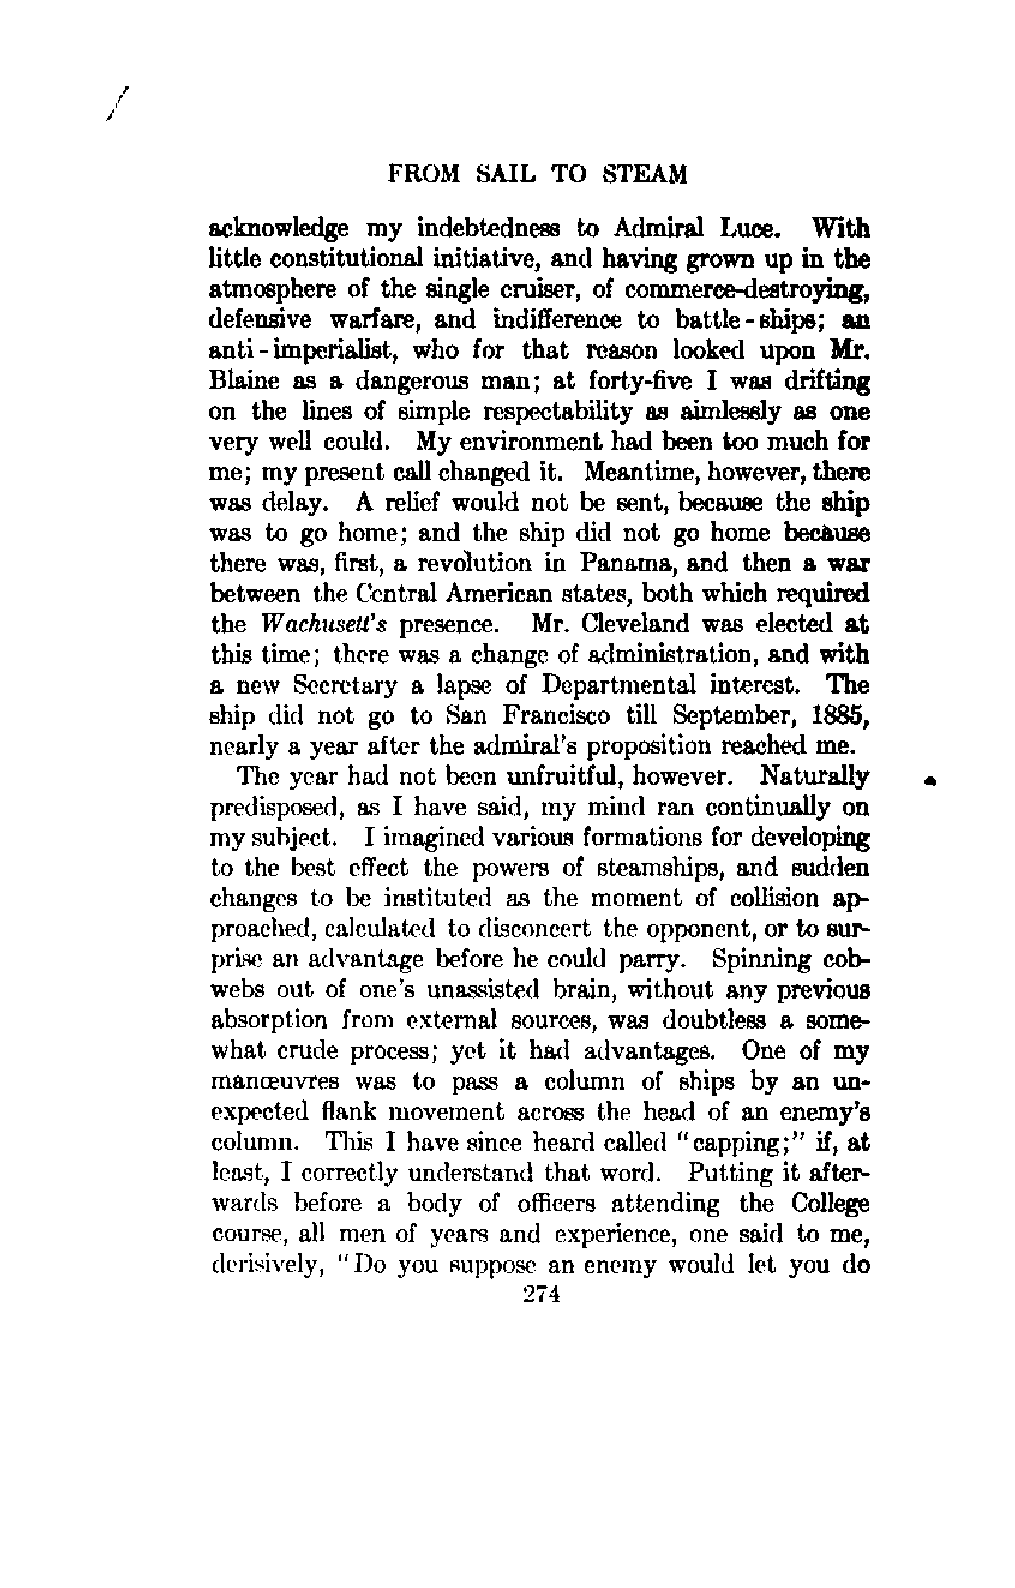 FROM SAIL TO STEAM
acknowledge my indebtedness to Admiral Luce. With
little constitutional initiative, and having grown up in the
atmosphere of the single cruiser, of commerce-destroying,
defensive warfare, and indifference to battle-ships; an
anti-imperialist, who for that reason looked upon Mr.
Blaine as a dangerous man; at forty-five I was drifting
on the lines of simple respectability as aimlessly as one
very well could. My environment had been too much for
me; my present call changed it. Meantime, however, there
was delay. A relief would not be sent, because the ship
was to go home; and the ship did not go home because
there was, first, a revolution in Panama, and then a war
between the Central American states, both which required
the Wachusett's presence. Mr. Cleveland was elected at
this time; there was a change of administration, and with
a new Secretary a lapse of Departmental interest. The
ship did not go to San Francisco till September, 1885,
nearly a year after the admiral's proposition reached me.
The year had not been unfruitful, however. Naturally
predisposed, as I have said, my mind ran continually on
my subject. I imagined various formations for developing
to the best effect the powers of steamships, and sudden
changes to be instituted as the moment of collision ap-
proached, calculated to disconcert the opponent, or to sur-
prise an advantage before he could parry. Spinning cob-
webs out of one's unassisted brain, without any previous
absorption from external sources, was doubtless a some-
what crude process; yet it had advantages. One of my
manœuvres was to pass a column of ships by an un-
expected flank movement across the head of an enemy's
column. This I have since heard called "capping;" if, at
least, I correctly understand that word. Putting it after-
wards before a body of officers attending the College
course, all men of years and experience, one said to me,
derisively, "Do you suppose an enemy would let you do
274